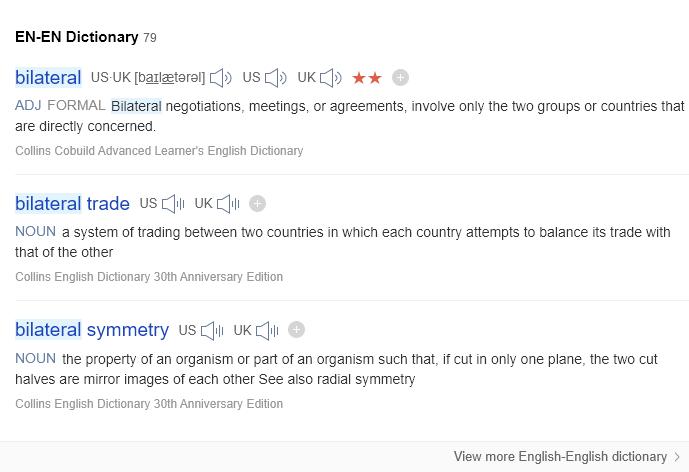 EN-EN Dictionary 79
bilateral US·UK [baɪlætərəl] US UK ★★
ADJ FORMAL Bilateral negotiations, meetings, or agreements, involve only the two groups or countries that
are directly concerned.
Collins Cobuild Advanced Learner's English Dictionary
bilateral trade US UK
NOUN a system of trading between two countries in which each country attempts to balance its trade with
that of the other
Collins English Dictionary 30th Anniversary Edition
bilateral symmetry US UK
NOUN the property of an organism or part of an organism such that, if cut in only one plane, the two cut
halves are mirror images of each other See also radial symmetry
Collins English Dictionary 30th Anniversary Edition
View more English-English dictionary >